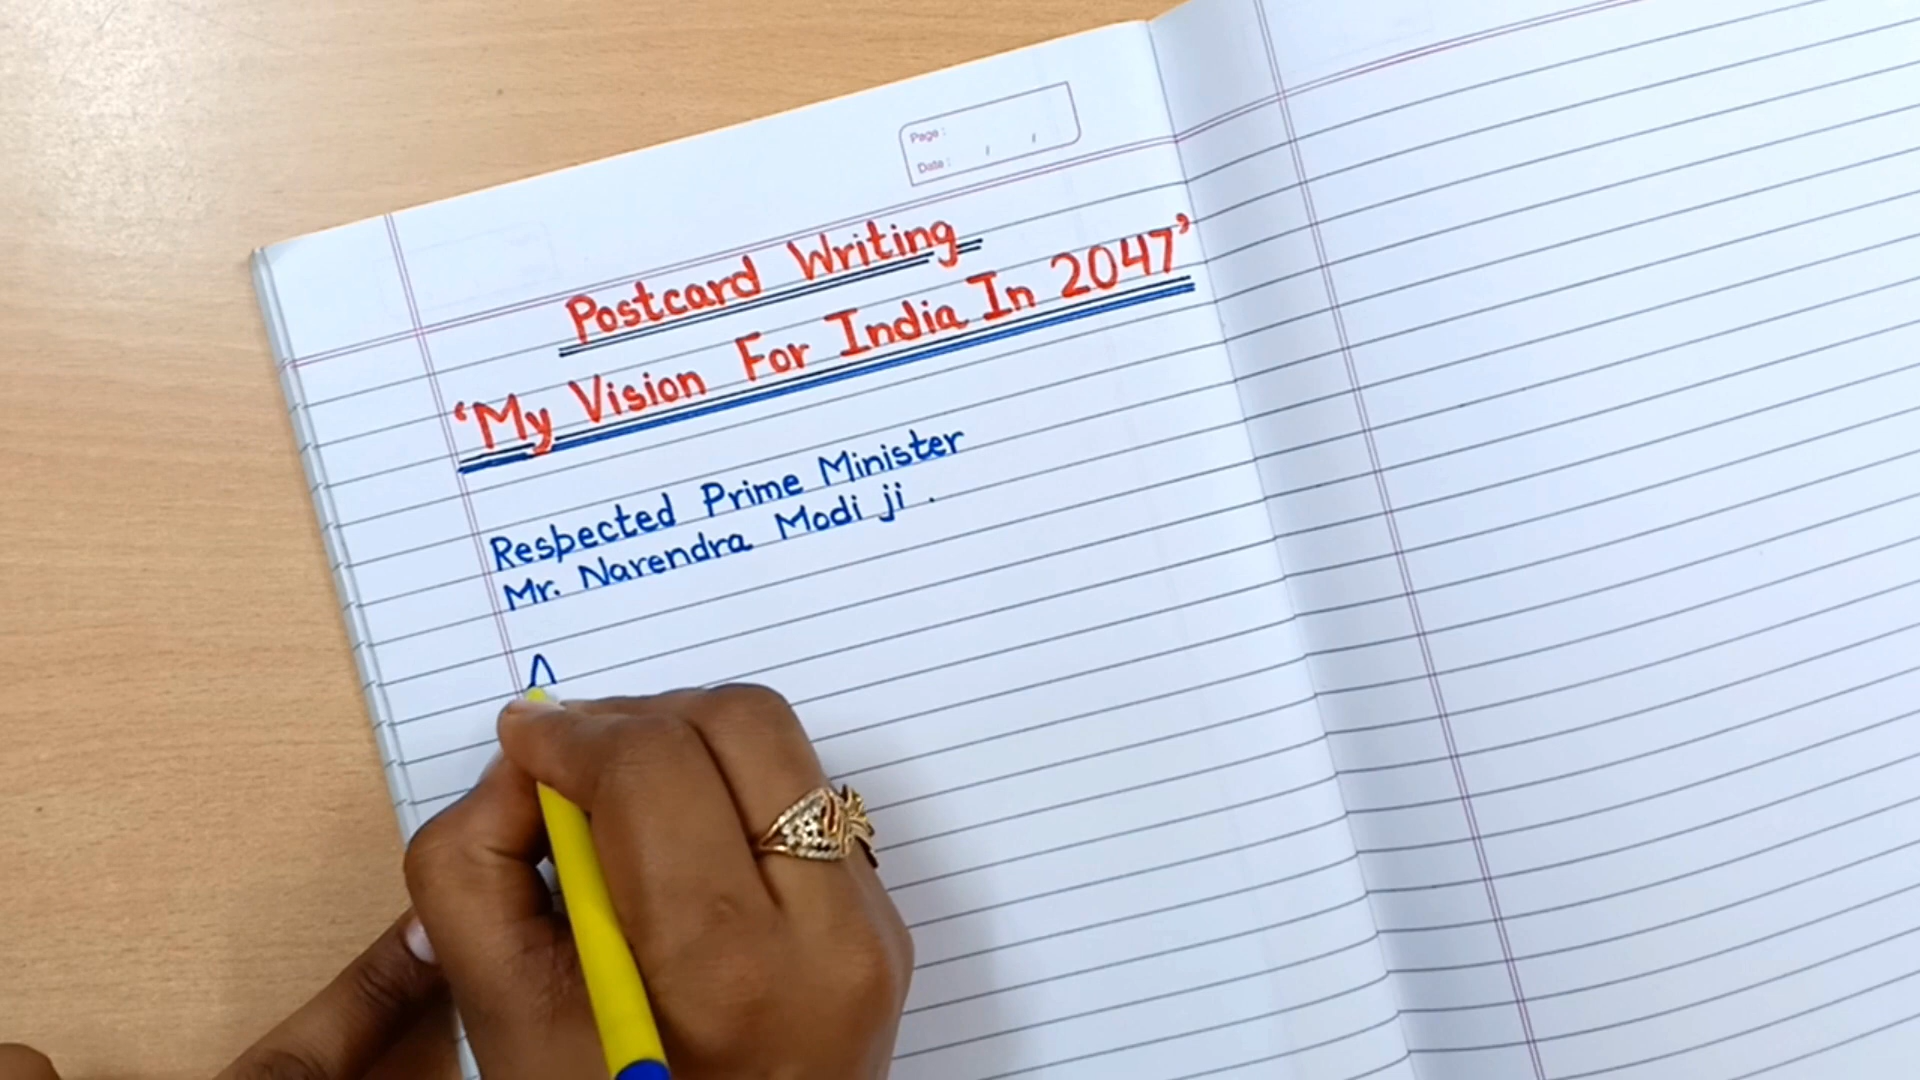 Page :
Date : / /
Postcard Writing
‘My Vision For India In 2047’
Respected Prime Minister
Mr. Narendra Modi ji .
A